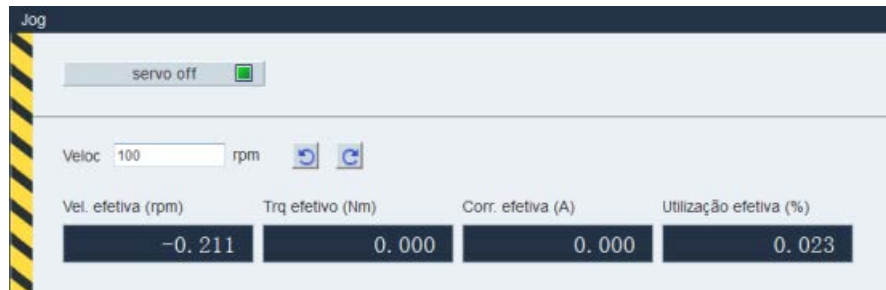 Jog
servo off
Veloc 100 rpm
Vel. efetiva (rpm) Trq efetivo (Nm) Corr. efetiva (A) Utilização efetiva (%)
-0.211 0.000 0.000 0.023